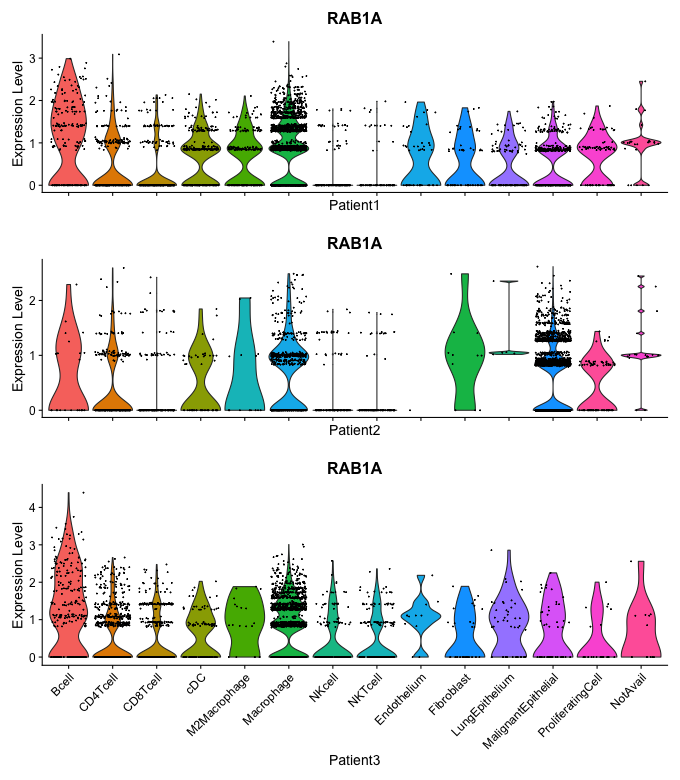 RAB1A
Expression Level
3
2
1
0
Patient1
RAB1A
Expression Level
2
1
0
Patient2
RAB1A
Expression Level
4
3
2
1
0
Bcell
CD4Tcell
CD8Tcell
cDC
M2Macrophage
Macrophage
NKcell
NKTcell
Endothelium
Fibroblast
LungEpithelium
MalignantEpithelial
ProliferatingCell
NotAvail
Patient3